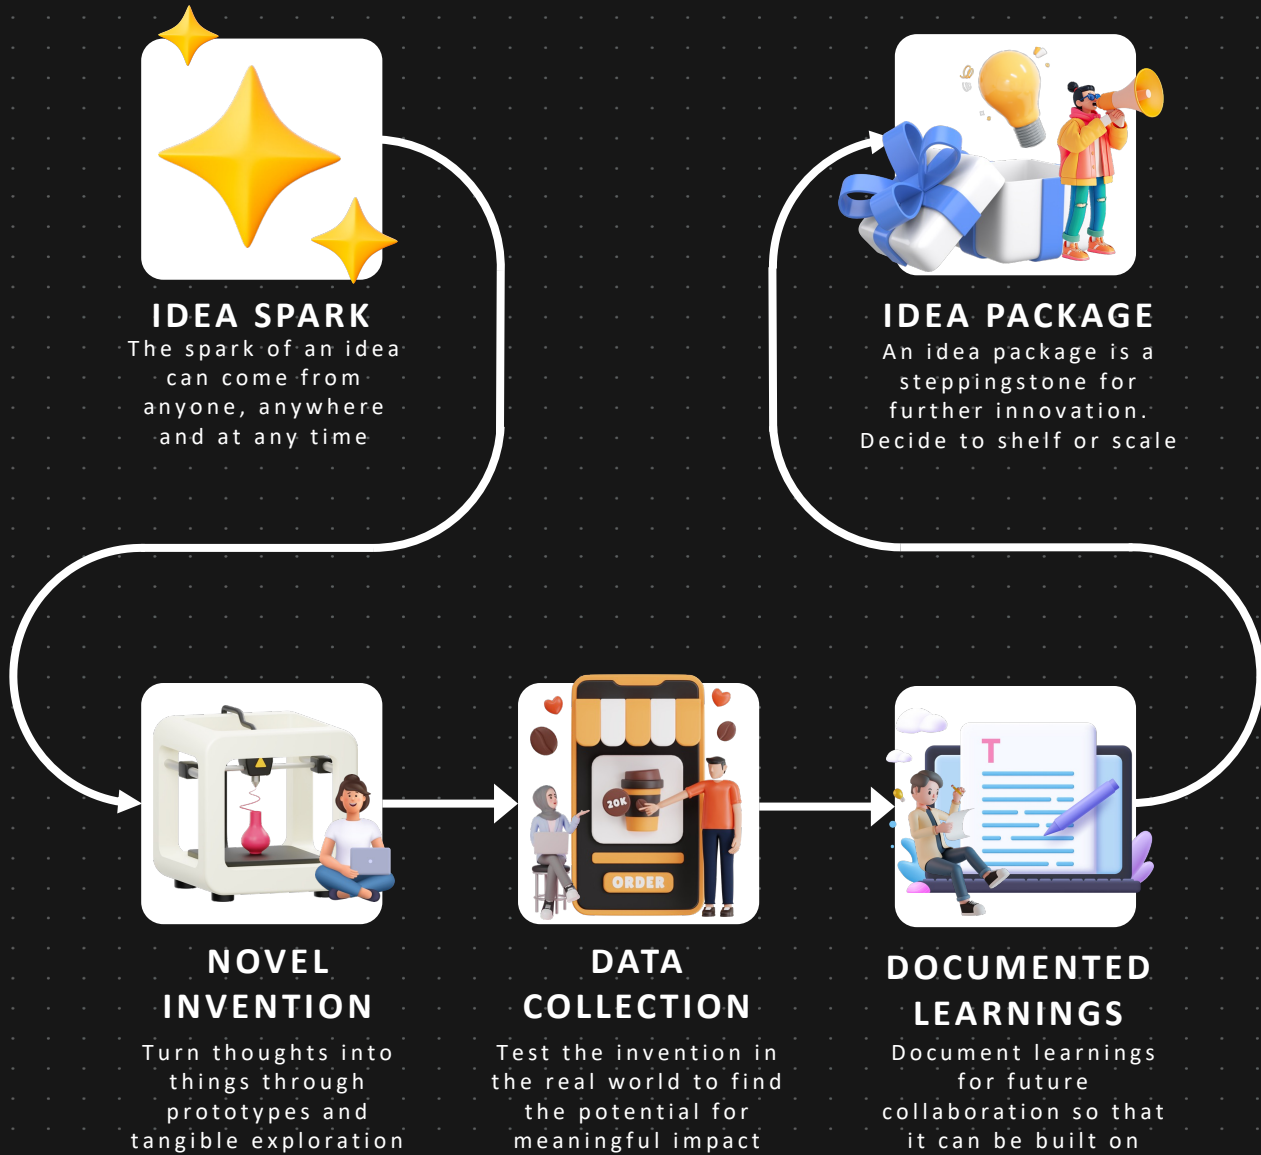 IDEA SPARK
The spark of an idea
can come from
anyone, anywhere
and at any time
NOVEL
INVENTION
Turn thoughts into
things through
prototypes and
tangible exploration
20K
ORDER
DATA
COLLECTION
Test the invention in
the real world to find
the potential for
meaningful impact
T
DOCUMENTED
LEARNINGS
Document learnings
for future
collaboration so that
it can be built on
IDEA PACKAGE
An idea package is a
steppingstone for
further innovation.
Decide to shelf or scale